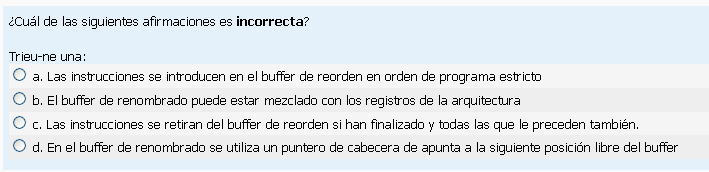 ¿Cuál de las siguientes afirmaciones es incorrecta?
Trieu-ne una:
a. Las instrucciones se introducen en el buffer de reorden en orden de programa estricto
b. El buffer de renombrado puede estar mezclado con los registros de la arquitectura
c. Las instrucciones se retiran del buffer de reorden si han finalizado y todas las que le preceden también.
d. En el buffer de renombrado se utiliza un puntero de cabecera de apunta a la siguiente posición libre del buffer